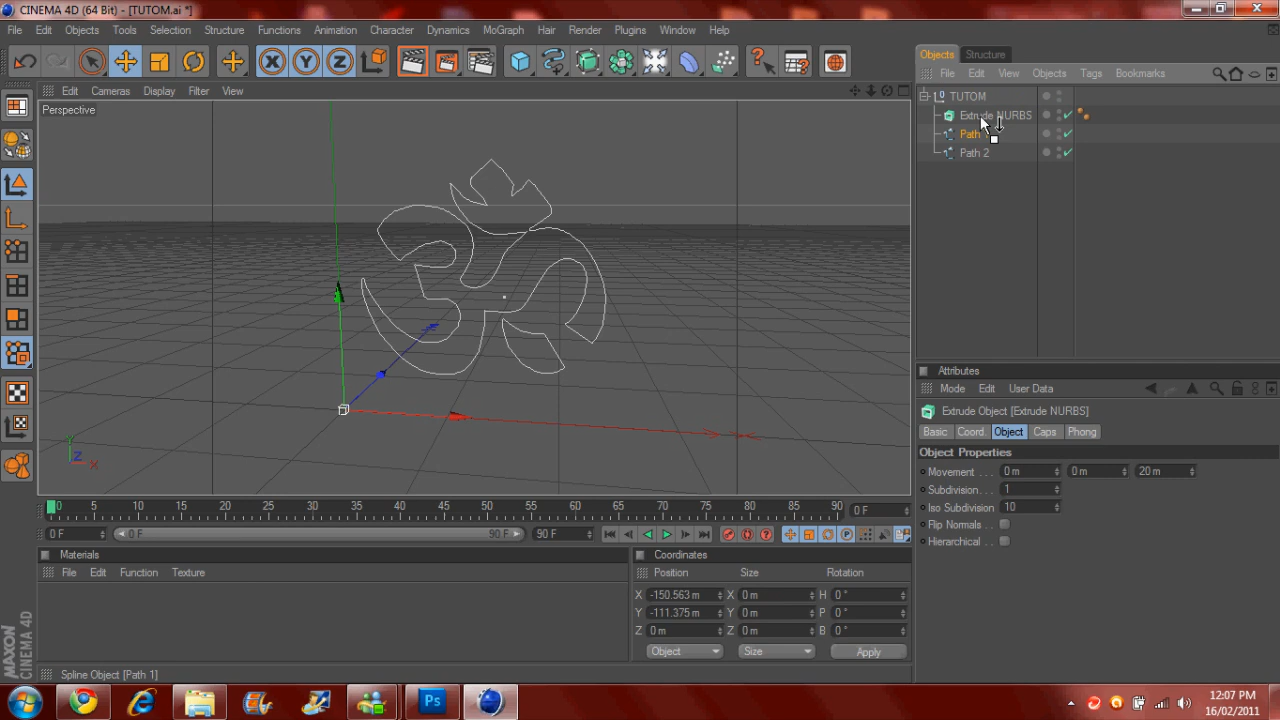 CINEMA 4D (64 Bit) - [TUTOM.ai *]
File Edit Objects Tools Selection Structure Functions Animation Character Dynamics MoGraph Hair Render Plugins Window Help
Objects Structure
File Edit View Objects Tags Bookmarks
Edit Cameras Display Filter View
Perspective
TUTOM
Extrude NURBS
Path
Path 2
Y
Z
X
Attributes
Mode Edit User Data
Extrude Object [Extrude NURBS]
Basic Coord. Object Caps Phong
Object Properties
Movement . . . 0 m 0 m 20 m
Subdivision . . 1
Iso Subdivision 10
Flip Normals . .
Hierarchical . . .
0 5 10 15 20 25 30 35 40 45 50 55 60 65 70 75 80 85 90 0 F
0 F 0 F 90 F 90 F
Materials
File Edit Function Texture
Coordinates
Position Size Rotation
X -150.563 m X 0 m H 0 °
Y -111.375 m Y 0 m P 0 °
Z 0 m Z 0 m B 0 °
Object Size Apply
MAXON
CINEMA 4D
Spline Object [Path 1]
Ps
12:07 PM
16/02/2011